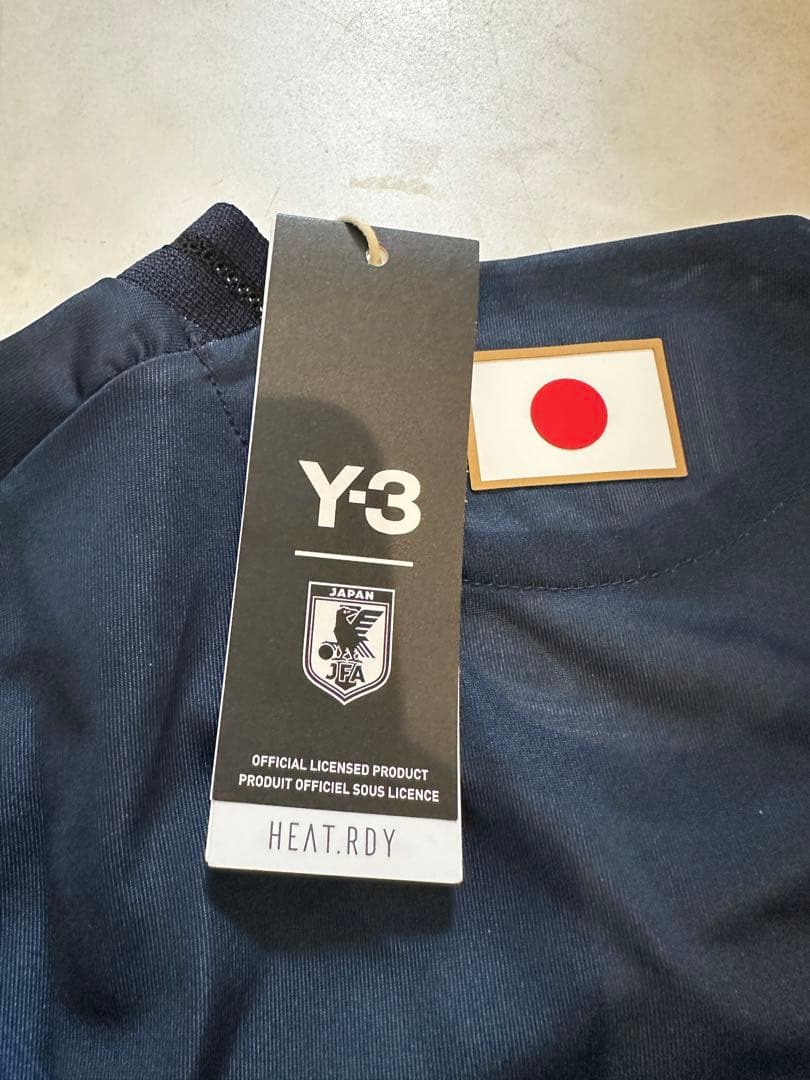 Y-3
JAPAN
JFA
OFFICIAL LICENSED PRODUCT
PRODUIT OFFICIEL SOUS LICENCE
HEAT.RDY